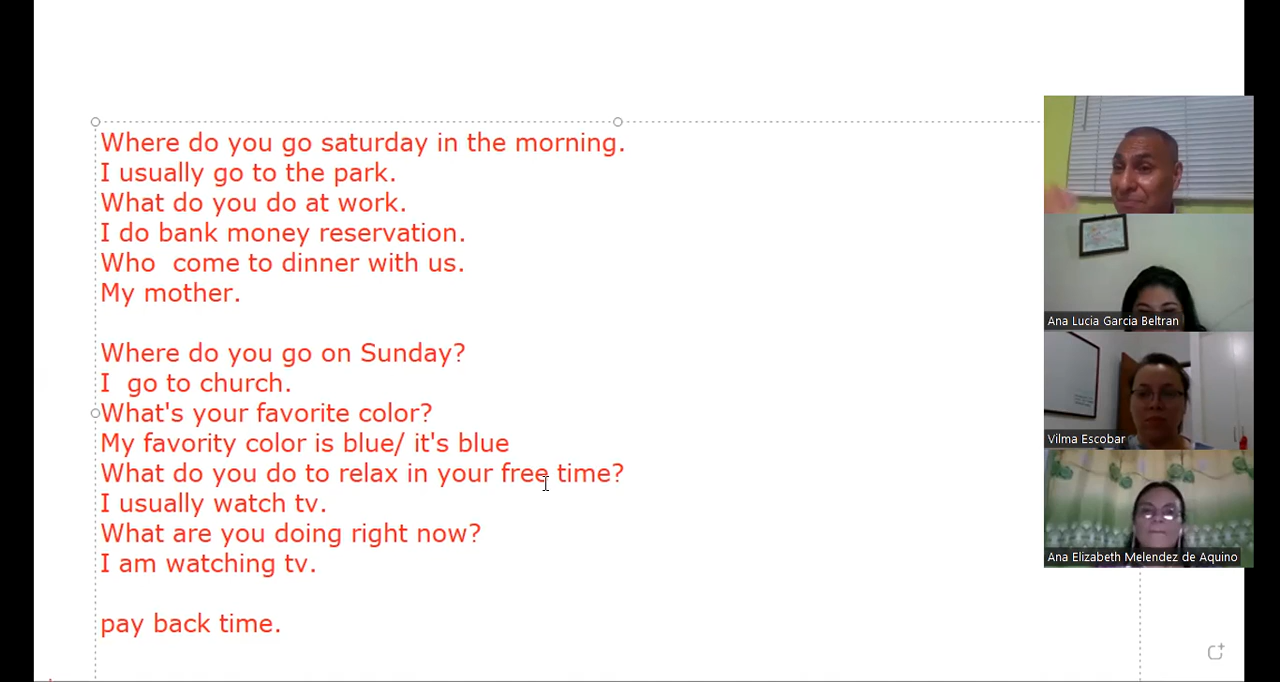 Where do you go saturday in the morning.
I usually go to the park.
What do you do at work.
I do bank money reservation.
Who  come to dinner with us.
My mother.
Where do you go on Sunday?
I  go to church.
What's your favorite color?
My favority color is blue/ it's blue
What do you do to relax in your free time?
I usually watch tv.
What are you doing right now?
I am watching tv.
pay back time.
Ana Lucia Garcia Beltran
Vilma Escobar
Ana Elizabeth Melendez de Aquino